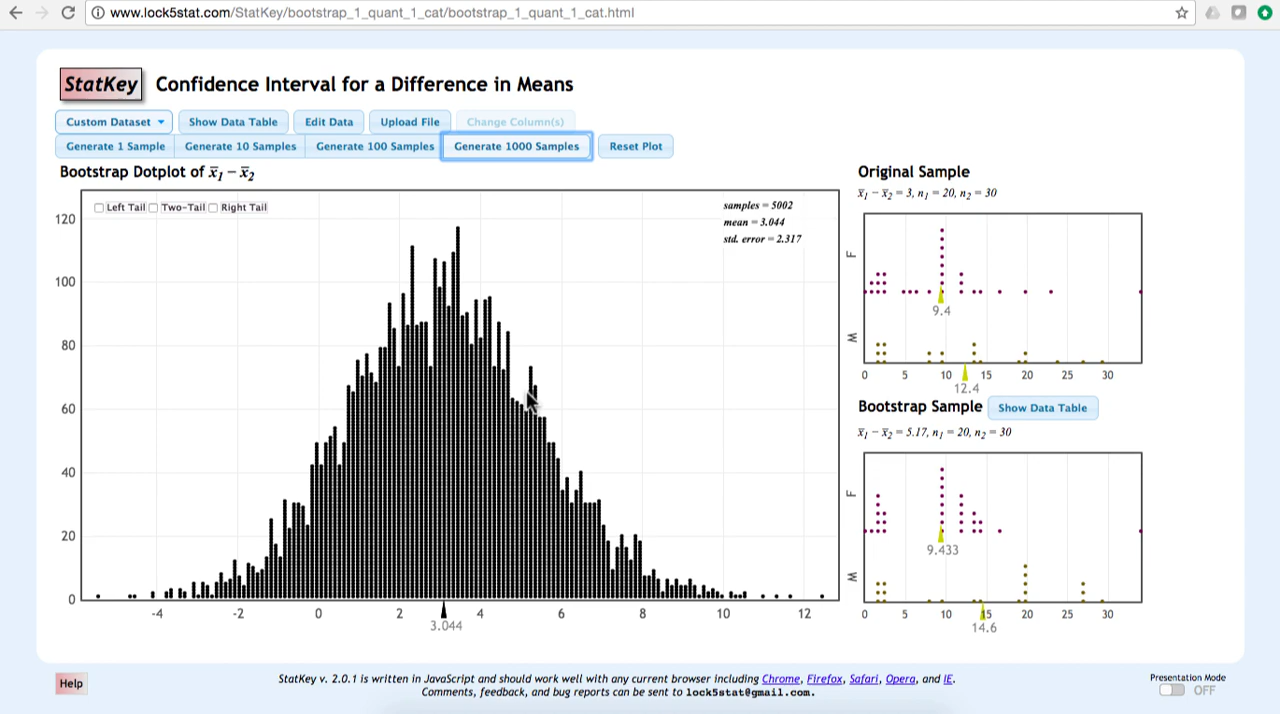 www.lock5stat.com/StatKey/bootstrap_1_quant_1_cat/bootstrap_1_quant_1_cat.html
StatKey Confidence Interval for a Difference in Means
Custom Dataset Show Data Table Edit Data Upload File Change Column(s)
Generate 1 Sample Generate 10 Samples Generate 100 Samples Generate 1000 Samples Reset Plot
Bootstrap Dotplot of x̄₁ − x̄₂
Left Tail Two-Tail Right Tail
samples = 5002
mean = 3.044
std. error = 2.317
120
100
80
60
40
20
0
-4 -2 0 2 4 6 8 10 12
3.044
Original Sample
x̄₁ − x̄₂ = 3, n₁ = 20, n₂ = 30
F
9.4
M
0 5 10 15 20 25 30
12.4
Bootstrap Sample Show Data Table
x̄₁ − x̄₂ = 5.17, n₁ = 20, n₂ = 30
F
9.433
M
0 5 10 15 20 25 30
14.6
Help
StatKey v. 2.0.1 is written in JavaScript and should work well with any current browser including Chrome, Firefox, Safari, Opera, and IE.
Comments, feedback, and bug reports can be sent to lock5stat@gmail.com.
Presentation Mode
OFF